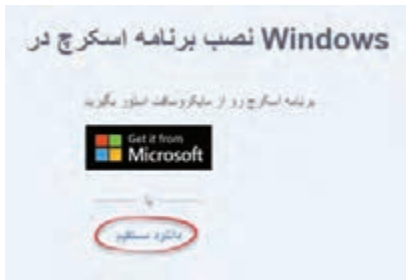 نصب برنامه اسکرچ در Windows
برنامه اسکرچ رو از مایکروسافت استور بگیرید
Get it from
Microsoft
یا
دانلود مستقیم